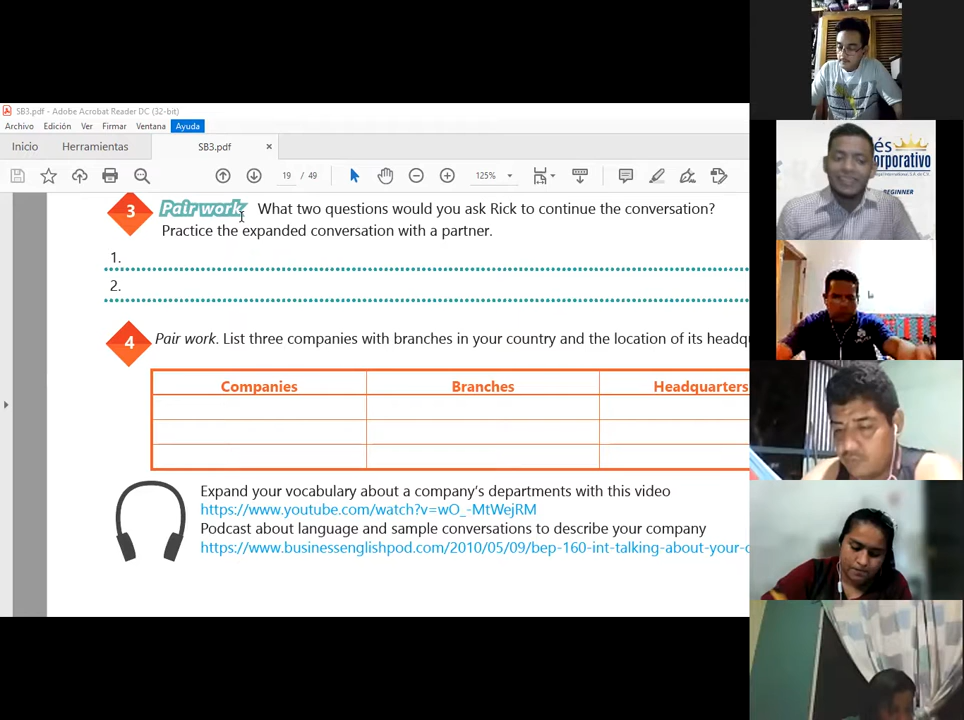 SB3.pdf - Adobe Acrobat Reader DC (32-bit)
Archivo Edición Ver Firmar Ventana Ayuda
Inicio Herramientas SB3.pdf ×
19 / 49 125%
3 Pair work What two questions would you ask Rick to continue the conversation?
Practice the expanded conversation with a partner.
1.
2.
4 Pair work. List three companies with branches in your country and the location of its headqu
Companies Branches Headquarters
Expand your vocabulary about a company's departments with this video
https://www.youtube.com/watch?v=wO_-MtWejRM
Podcast about language and sample conversations to describe your company
https://www.businessenglishpod.com/2010/05/09/bep-160-int-talking-about-your-c
és
orporativo
BEGINNER